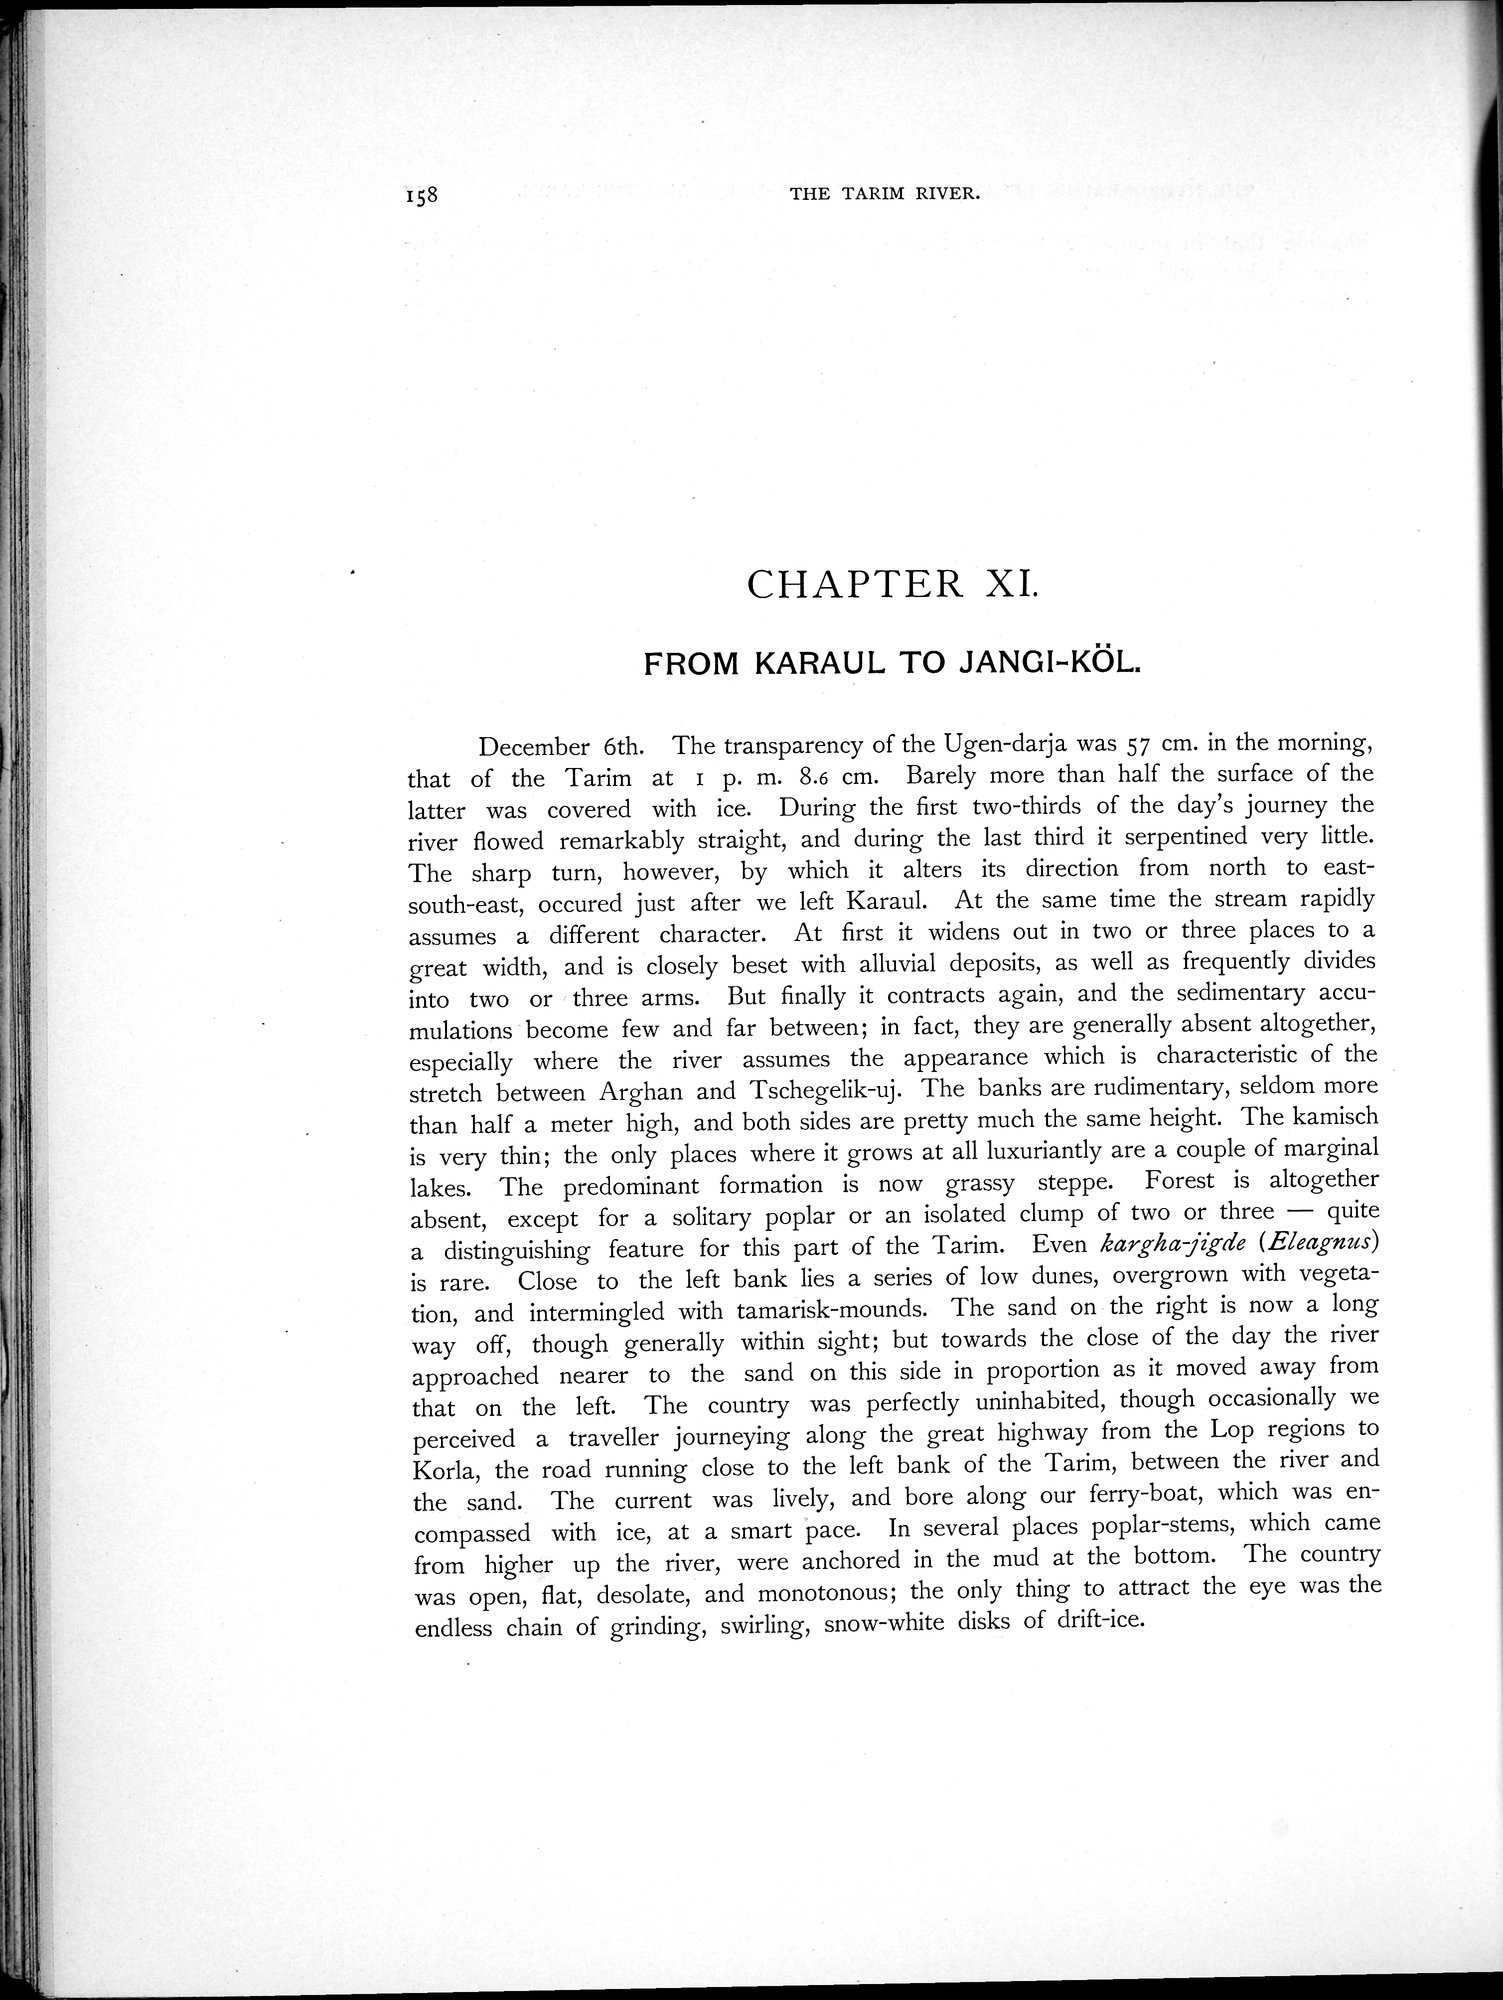 158 THE TARIM RIVER.
CHAPTER XI.
FROM KARAUL TO JANGI-KÖL.
December 6th. The transparency of the Ugen-darja was 57 cm. in the morning,
that of the Tarim at 1 p. m. 8.6 cm. Barely more than half the surface of the
latter was covered with ice. During the first two-thirds of the day's journey the
river flowed remarkably straight, and during the last third it serpentined very little.
The sharp turn, however, by which it alters its direction from north to east-
south-east, occured just after we left Karaul. At the same time the stream rapidly
assumes a different character. At first it widens out in two or three places to a
great width, and is closely beset with alluvial deposits, as well as frequently divides
into two or three arms. But finally it contracts again, and the sedimentary accu-
mulations become few and far between; in fact, they are generally absent altogether,
especially where the river assumes the appearance which is characteristic of the
stretch between Arghan and Tschegelik-uj. The banks are rudimentary, seldom more
than half a meter high, and both sides are pretty much the same height. The kamisch
is very thin; the only places where it grows at all luxuriantly are a couple of marginal
lakes. The predominant formation is now grassy steppe. Forest is altogether
absent, except for a solitary poplar or an isolated clump of two or three — quite
a distinguishing feature for this part of the Tarim. Even kargha-jigde (Eleagnus)
is rare. Close to the left bank lies a series of low dunes, overgrown with vegeta-
tion, and intermingled with tamarisk-mounds. The sand on the right is now a long
way off, though generally within sight; but towards the close of the day the river
approached nearer to the sand on this side in proportion as it moved away from
that on the left. The country was perfectly uninhabited, though occasionally we
perceived a traveller journeying along the great highway from the Lop regions to
Korla, the road running close to the left bank of the Tarim, between the river and
the sand. The current was lively, and bore along our ferry-boat, which was en-
compassed with ice, at a smart pace. In several places poplar-stems, which came
from higher up the river, were anchored in the mud at the bottom. The country
was open, flat, desolate, and monotonous; the only thing to attract the eye was the
endless chain of grinding, swirling, snow-white disks of drift-ice.